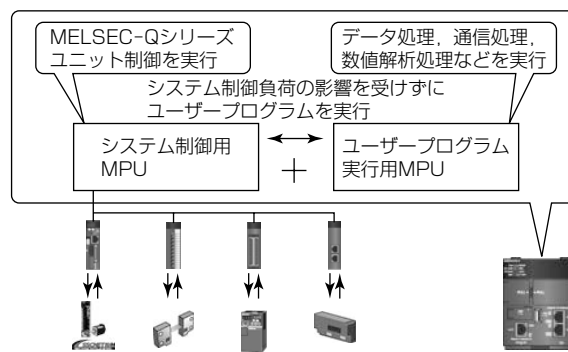 MELSEC-Qシリーズ
ユニット制御を実行
データ処理，通信処理，
数値解析処理などを実行
システム制御負荷の影響を受けずに
ユーザープログラムを実行
システム制御用
MPU
＋
ユーザープログラム
実行用MPU